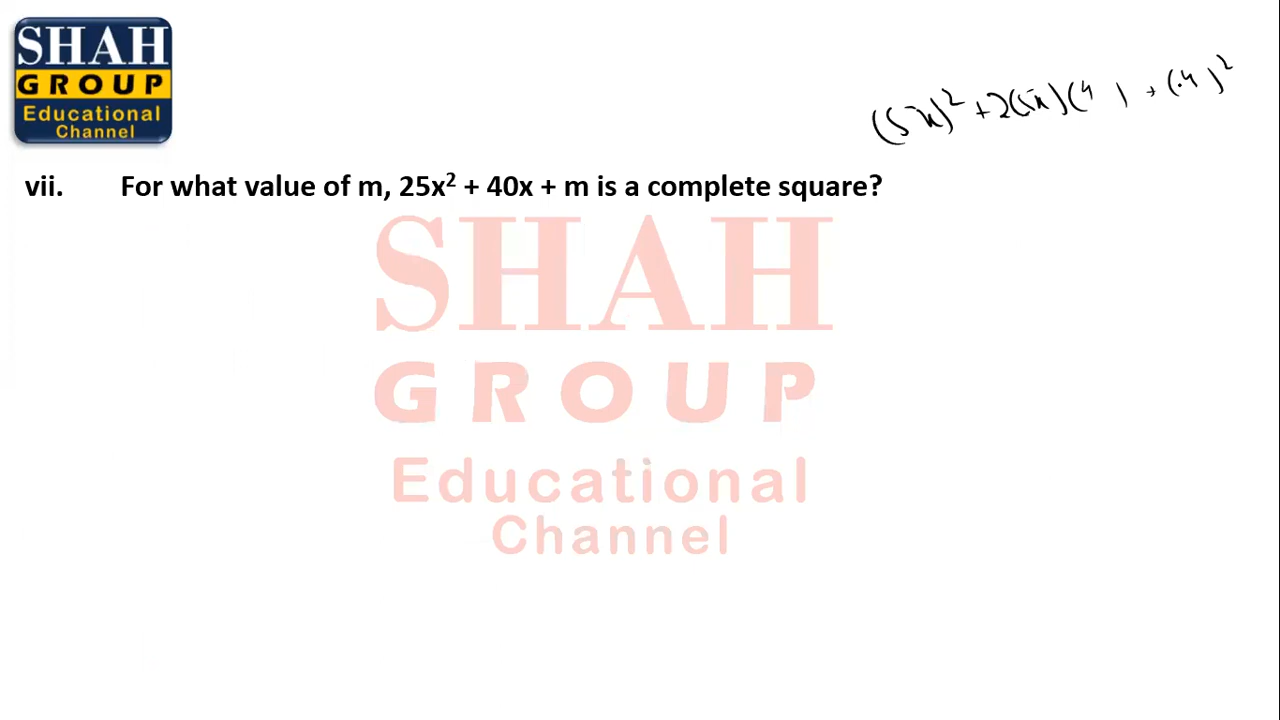 SHAH
GROUP
Educational
Channel
(5x)² + 2(5x)(4 ) + (4 )²
vii. For what value of m, 25x² + 40x + m is a complete square?
SHAH
GROUP
Educational
Channel